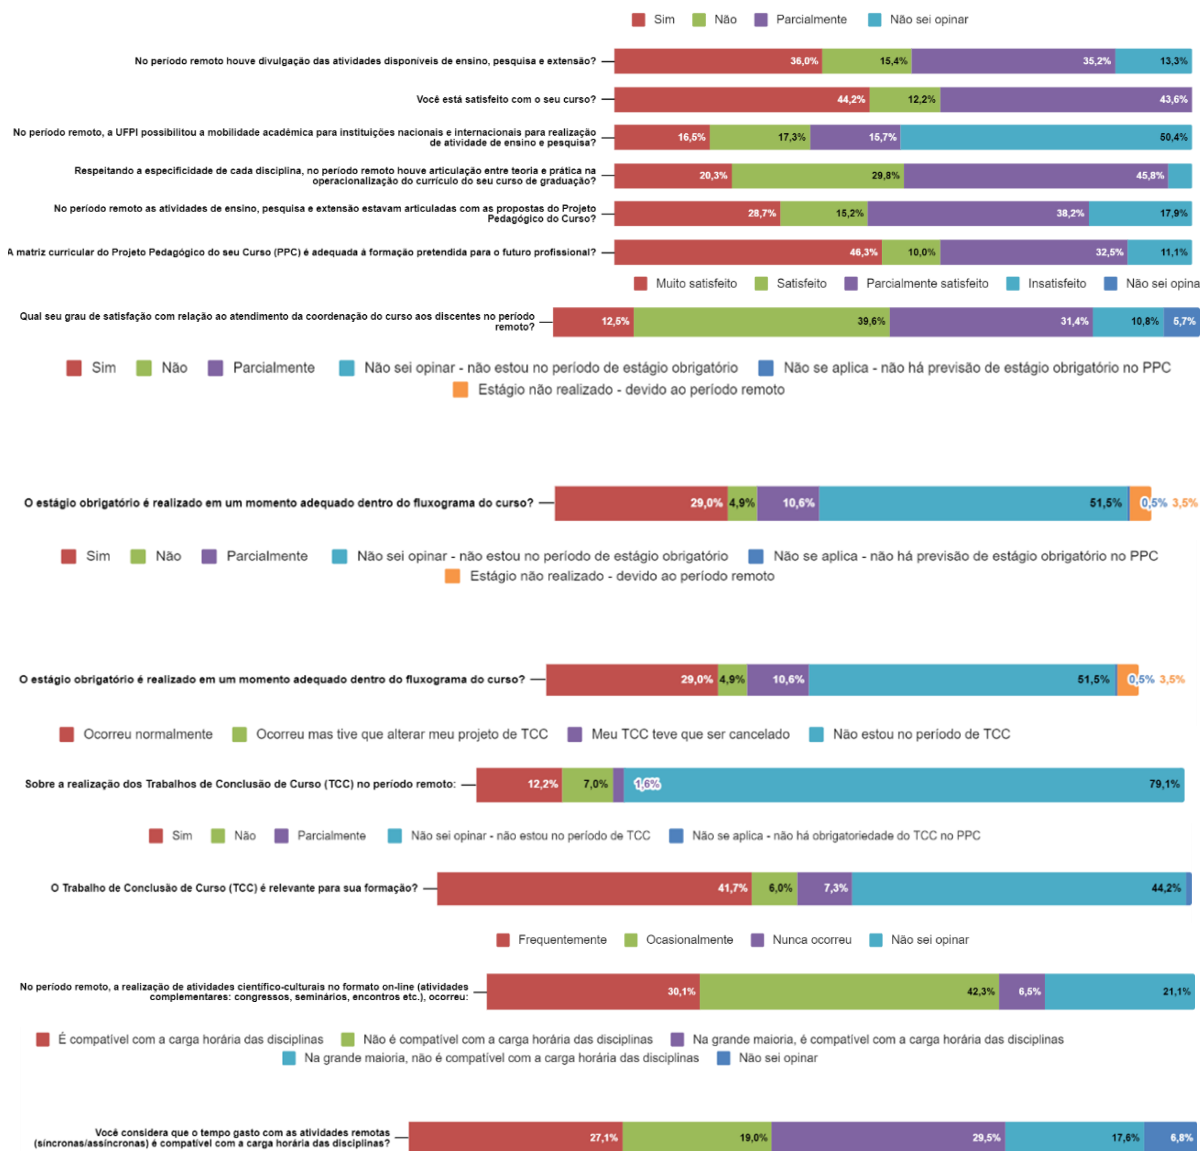 Sim Não Parcialmente Não sei opinar
No período remoto houve divulgação das atividades disponíveis de ensino, pesquisa e extensão? 36,0% 15,4% 35,2% 13,3%
Você está satisfeito com o seu curso? 44,2% 12,2% 43,6%
No período remoto, a UFPI possibilitou a mobilidade acadêmica para instituições nacionais e internacionais para realização
de atividade de ensino e pesquisa? 16,5% 17,3% 15,7% 50,4%
Respeitando a especificidade de cada disciplina, no período remoto houve articulação entre teoria e prática na
operacionalização do currículo do seu curso de graduação? 20,3% 29,8% 45,8%
No período remoto as atividades de ensino, pesquisa e extensão estavam articuladas com as propostas do Projeto
Pedagógico do Curso? 28,7% 15,2% 38,2% 17,9%
A matriz curricular do Projeto Pedagógico do seu Curso (PPC) é adequada à formação pretendida para o futuro profissional? 46,3% 10,0% 32,5% 11,1%
Muito satisfeito Satisfeito Parcialmente satisfeito Insatisfeito Não sei opina
Qual seu grau de satisfação com relação ao atendimento da coordenação do curso aos discentes no período
remoto? 12,5% 39,6% 31,4% 10,8% 5,7%
Sim Não Parcialmente Não sei opinar - não estou no período de estágio obrigatório Não se aplica - não há previsão de estágio obrigatório no PPC
Estágio não realizado - devido ao período remoto
O estágio obrigatório é realizado em um momento adequado dentro do fluxograma do curso? 29,0% 4,9% 10,6% 51,5% 0,5% 3,5%
Sim Não Parcialmente Não sei opinar - não estou no período de estágio obrigatório Não se aplica - não há previsão de estágio obrigatório no PPC
Estágio não realizado - devido ao período remoto
O estágio obrigatório é realizado em um momento adequado dentro do fluxograma do curso? 29,0% 4,9% 10,6% 51,5% 0,5% 3,5%
Ocorreu normalmente Ocorreu mas tive que alterar meu projeto de TCC Meu TCC teve que ser cancelado Não estou no período de TCC
Sobre a realização dos Trabalhos de Conclusão de Curso (TCC) no período remoto: 12,2% 7,0% 1,6% 79,1%
Sim Não Parcialmente Não sei opinar - não estou no período de TCC Não se aplica - não há obrigatoriedade do TCC no PPC
O Trabalho de Conclusão de Curso (TCC) é relevante para sua formação? 41,7% 6,0% 7,3% 44,2%
Frequentemente Ocasionalmente Nunca ocorreu Não sei opinar
No período remoto, a realização de atividades científico-culturais no formato on-line (atividades
complementares: congressos, seminários, encontros etc.), ocorreu: 30,1% 42,3% 6,5% 21,1%
É compatível com a carga horária das disciplinas Não é compatível com a carga horária das disciplinas Na grande maioria, é compatível com a carga horária das disciplinas
Na grande maioria, não é compatível com a carga horária das disciplinas Não sei opinar
Você considera que o tempo gasto com as atividades remotas
(síncronas/assíncronas) é compatível com a carga horária das disciplinas? 27,1% 19,0% 29,5% 17,6% 6,8%